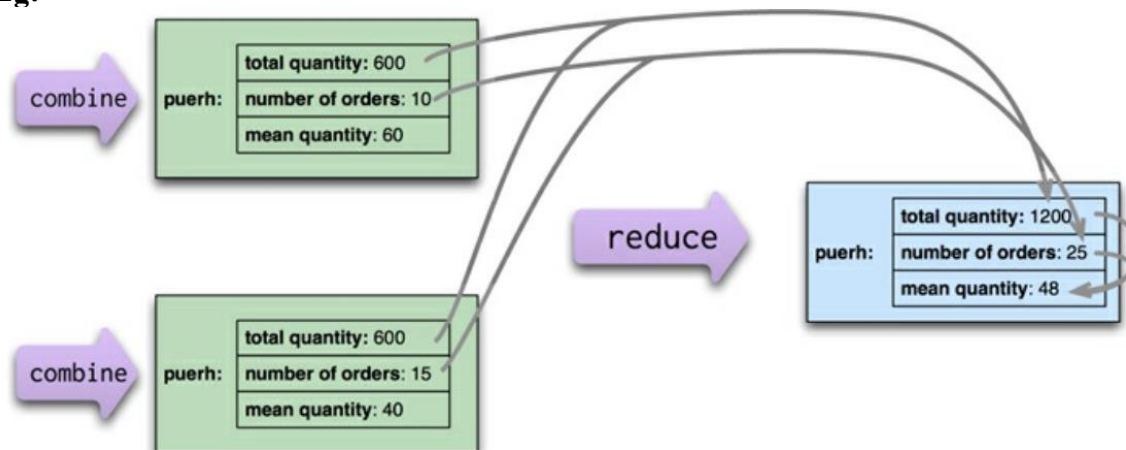 combine
puerh:
total quantity: 600
number of orders: 10
mean quantity: 60
reduce
puerh:
total quantity: 1200
number of orders: 25
mean quantity: 48
combine
puerh:
total quantity: 600
number of orders: 15
mean quantity: 40